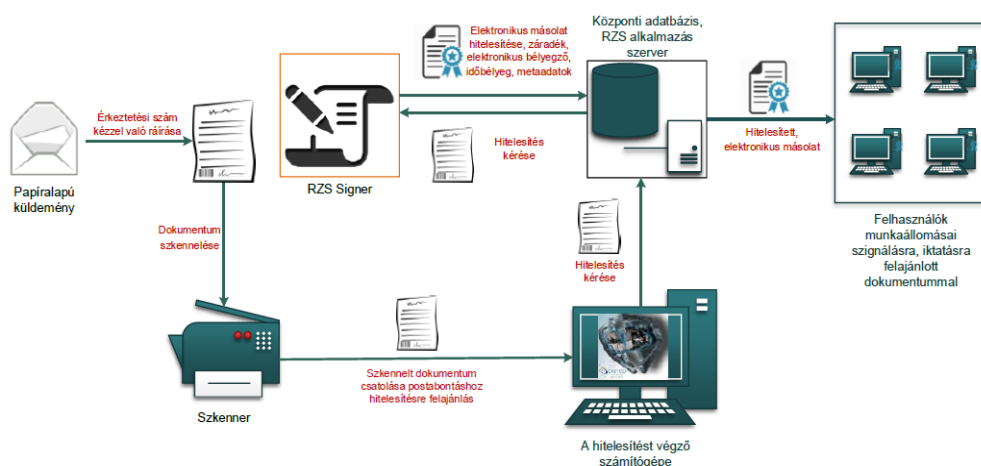 Elektronikus másolat
hitelesítése, záradék,
elektronikus bélyegző,
időbélyeg, metaadatok
Központi adatbázis,
RZS alkalmazás
szerver
Érkeztetési szám
kézzel való ráírása
Hitelesítés
kérése
Hitelesített,
elektronikus másolat
Papíralapú
küldemény
RZS Signer
Felhasználók
munkaállomásai
szignálásra, iktatásra
felajánlott
dokumentummal
Dokumentum
szkennelése
Hitelesítés
kérése
Szkennelt dokumentum
csatolása postabontáshoz
hitelesítésre felajánlás
Szkenner
A hitelesítést végző
számítógépe